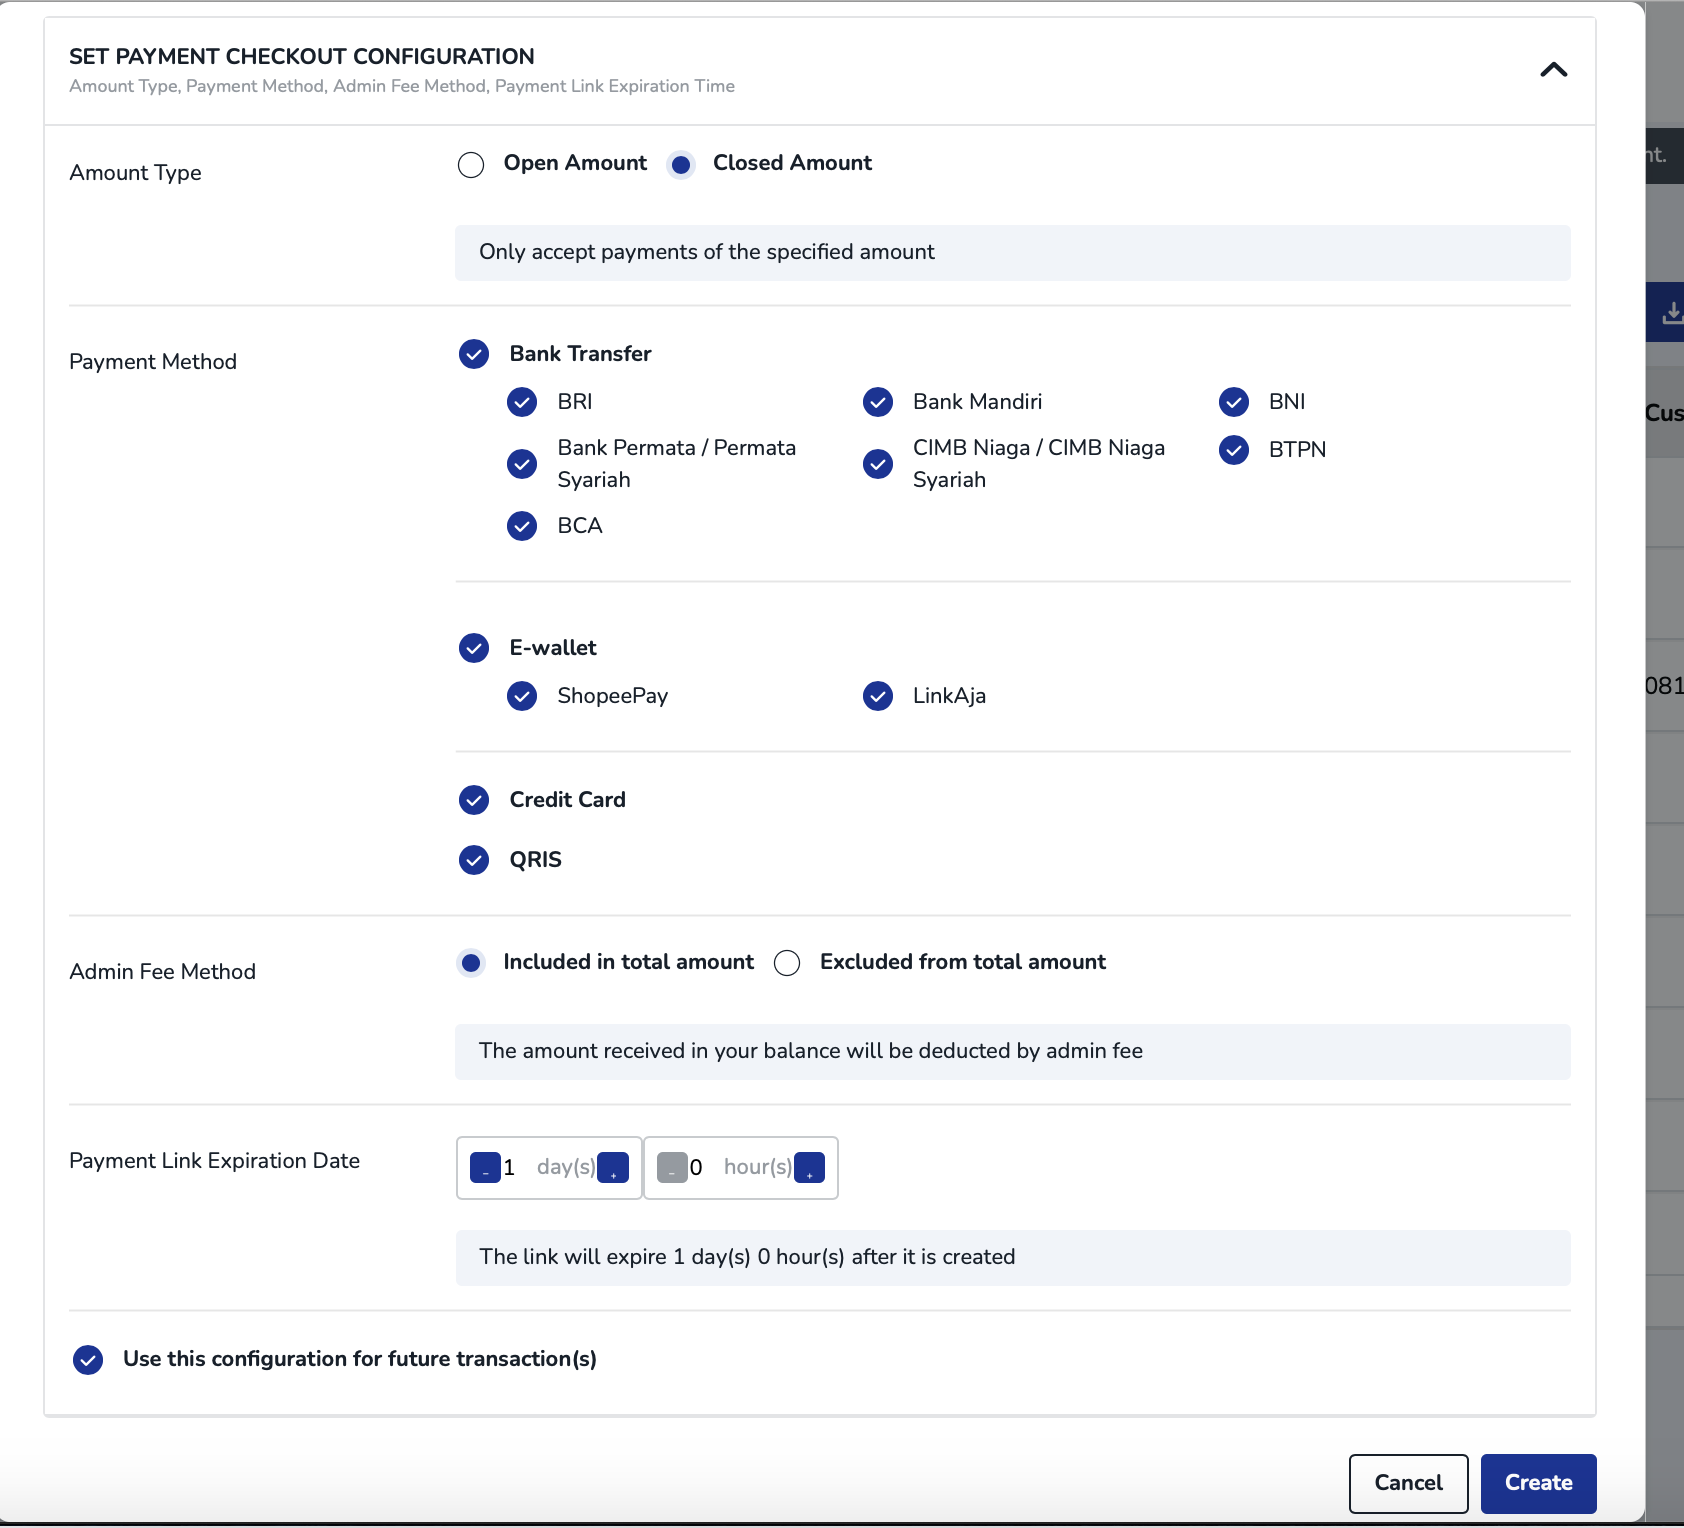 SET PAYMENT CHECKOUT CONFIGURATION
Amount Type, Payment Method, Admin Fee Method, Payment Link Expiration Time
nt.
Amount Type
Open Amount Closed Amount
Only accept payments of the specified amount
Payment Method
Bank Transfer
BRI Bank Mandiri BNI
Cus
Bank Permata / Permata Syariah
CIMB Niaga / CIMB Niaga Syariah
BTPN
BCA
E-wallet
ShopeePay LinkAja
081
Credit Card
QRIS
Admin Fee Method
Included in total amount Excluded from total amount
The amount received in your balance will be deducted by admin fee
Payment Link Expiration Date
- 1 day(s) + - 0 hour(s) +
The link will expire 1 day(s) 0 hour(s) after it is created
Use this configuration for future transaction(s)
Cancel Create